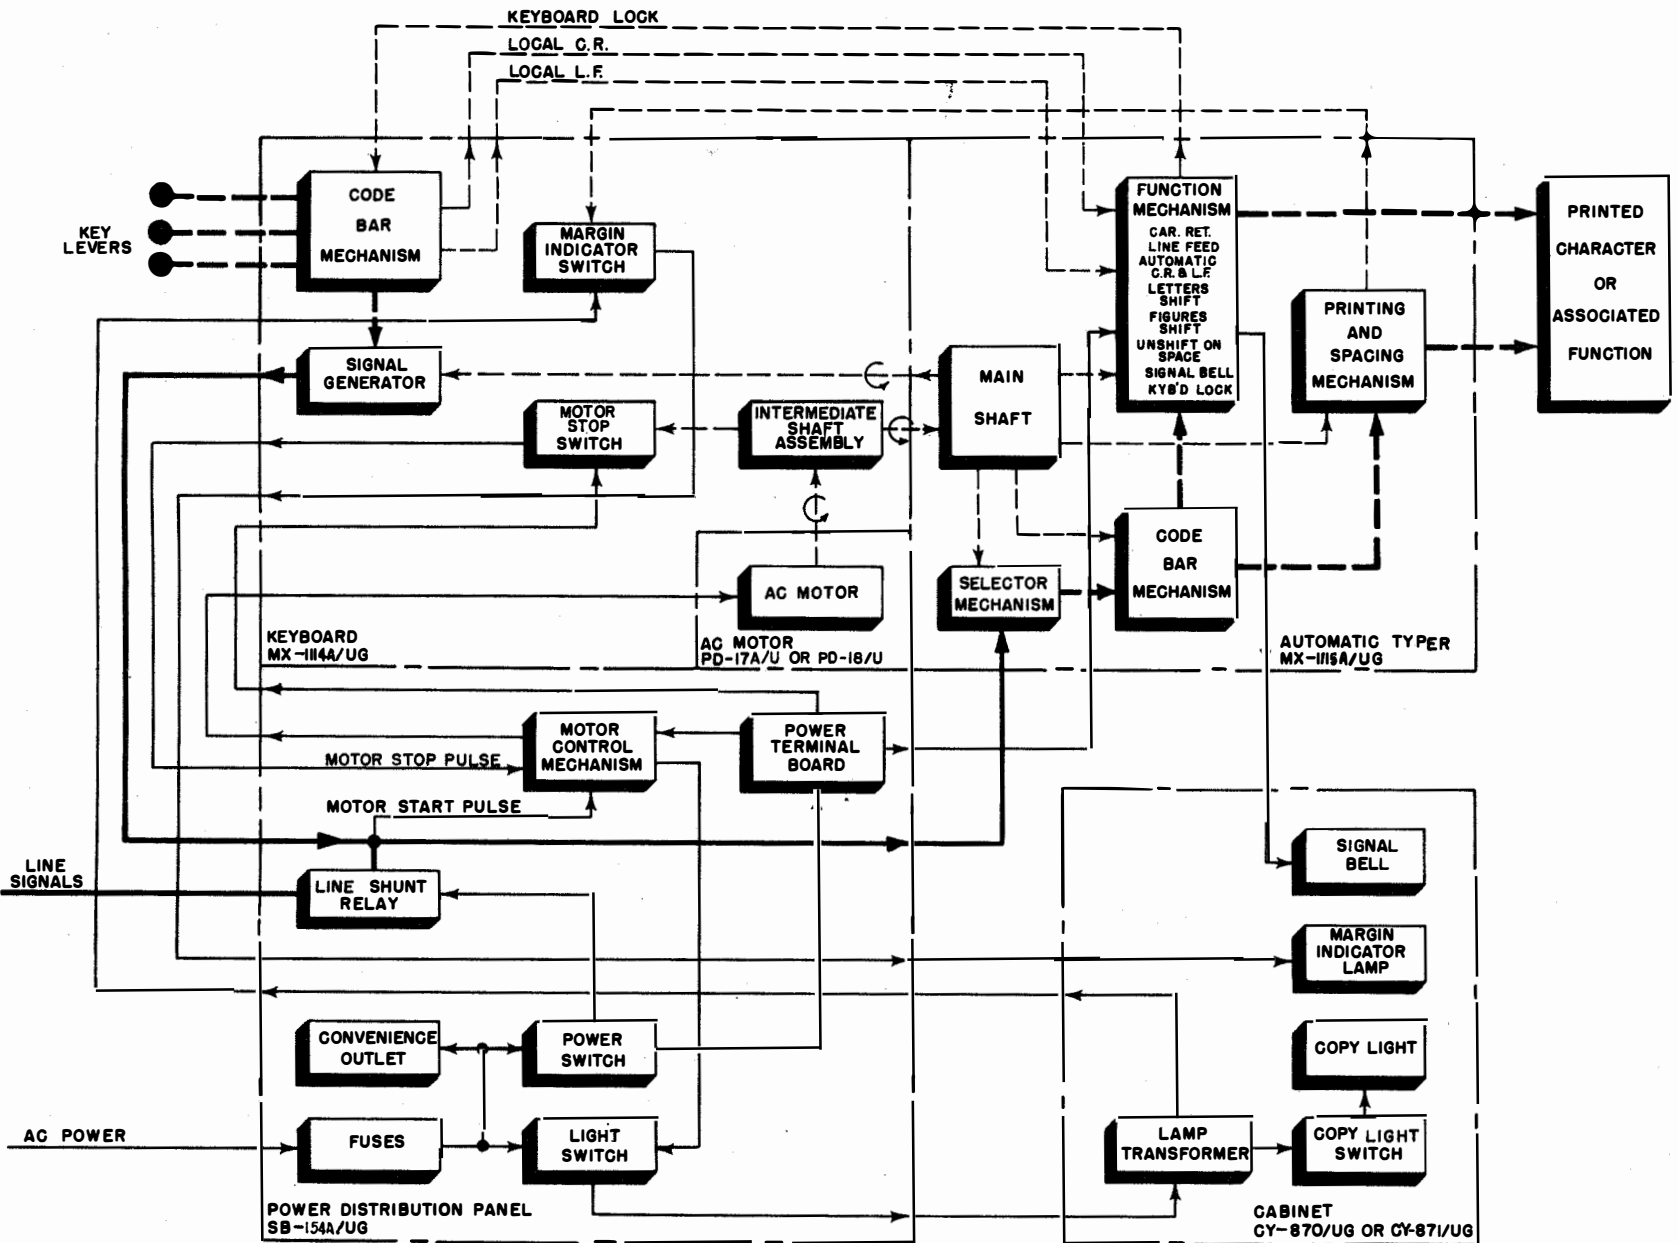 KEYBOARD LOCK
LOCAL C.R.
LOCAL L.F.
KEY
LEVERS
CODE
BAR
MECHANISM
MARGIN
INDICATOR
SWITCH
FUNCTION
MECHANISM
CAR. RET.
LINE FEED
AUTOMATIC
C.R. & L.F.
LETTERS
SHIFT
FIGURES
SHIFT
UNSHIFT ON
SPACE
SIGNAL BELL
KYB'D LOCK
PRINTED
CHARACTER
OR
ASSOCIATED
FUNCTION
PRINTING
AND
SPACING
MECHANISM
SIGNAL
GENERATOR
MAIN
SHAFT
MOTOR
STOP
SWITCH
INTERMEDIATE
SHAFT
ASSEMBLY
CODE
BAR
MECHANISM
AC MOTOR
SELECTOR
MECHANISM
KEYBOARD
MX-1114A/UG
AC MOTOR
PD-17A/U OR PD-18/U
AUTOMATIC TYPER
MX-1115A/UG
MOTOR
CONTROL
MECHANISM
POWER
TERMINAL
BOARD
MOTOR STOP PULSE
MOTOR START PULSE
LINE
SIGNALS
LINE SHUNT
RELAY
SIGNAL
BELL
MARGIN
INDICATOR
LAMP
CONVENIENCE
OUTLET
POWER
SWITCH
COPY LIGHT
AC POWER
FUSES
LIGHT
SWITCH
LAMP
TRANSFORMER
COPY LIGHT
SWITCH
POWER DISTRIBUTION PANEL
SB-154A/UG
CABINET
CY-870/UG OR CY-871/UG